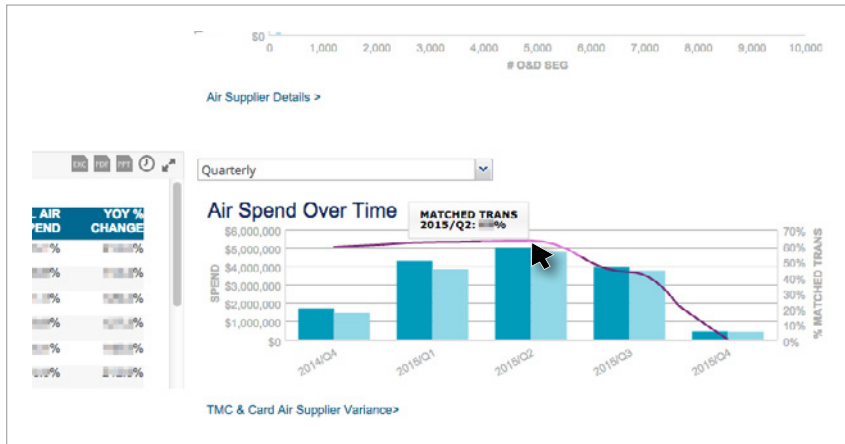 $0
0 1,000 2,000 3,000 4,000 5,000 6,000 7,000 8,000 9,000 10,000
# O&D SEG
Air Supplier Details >
EXC PDF PPT
Quarterly
L AIR YOY %
PEND CHANGE
% %
% %
% %
% %
% %
% %
Air Spend Over Time
MATCHED TRANS
2015/Q2: %
$6,000,000
$5,000,000
$4,000,000
$3,000,000
$2,000,000
$1,000,000
$0
SPEND
70%
60%
50%
40%
30%
20%
10%
0%
% MATCHED TRANS
2014/Q4 2015/Q1 2015/Q2 2015/Q3 2015/Q4
TMC & Card Air Supplier Variance>